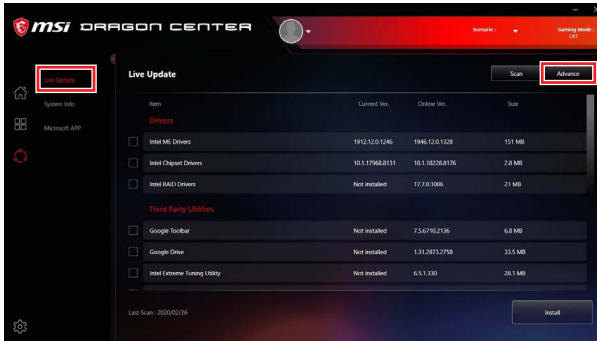 msi DRAGON CENTER
Scenario :
Gaming Mode :
OFF
Live Update
System Info
Microsoft APP
Live Update
Scan
Advance
Item Current Ver. Online Ver. Size
Drivers
Intel ME Drivers 1912.12.0.1246 1946.12.0.1328 151 MB
Intel Chipset Drivers 10.1.17968.8131 10.1.18228.8176 2.8 MB
Intel RAID Drivers Not installed 17.7.0.1006 21 MB
Third Party Utilities
Google Toolbar Not installed 7.5.6710.2136 6.8 MB
Google Drive Not installed 1.31.2873.2758 33.5 MB
Intel Extreme Tuning Utility Not installed 6.5.1.330 28.1 MB
Last Scan : 2020/02/26
Install